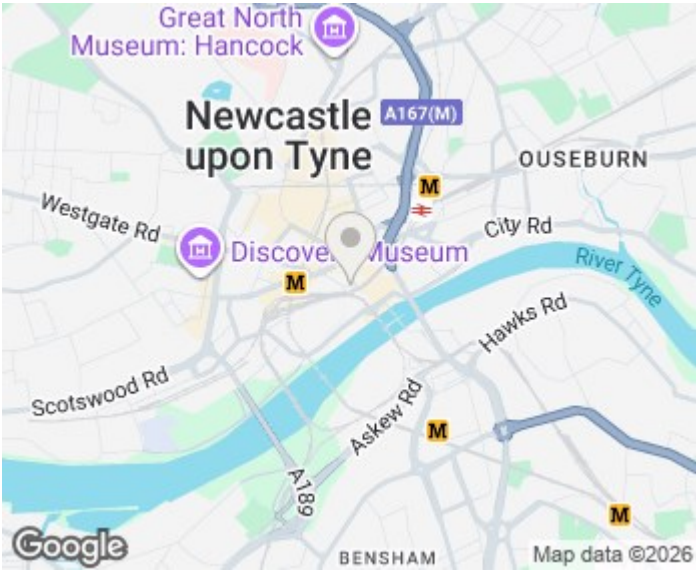 Great North
Museum: Hancock
Newcastle
upon Tyne
A167(M)
M
OUSEBURN
Westgate Rd
City Rd
Discovery Museum
River Tyne
M
Hawks Rd
Scotswood Rd
Askew Rd
M
A189
M
BENSHAM
Google
Map data ©2026